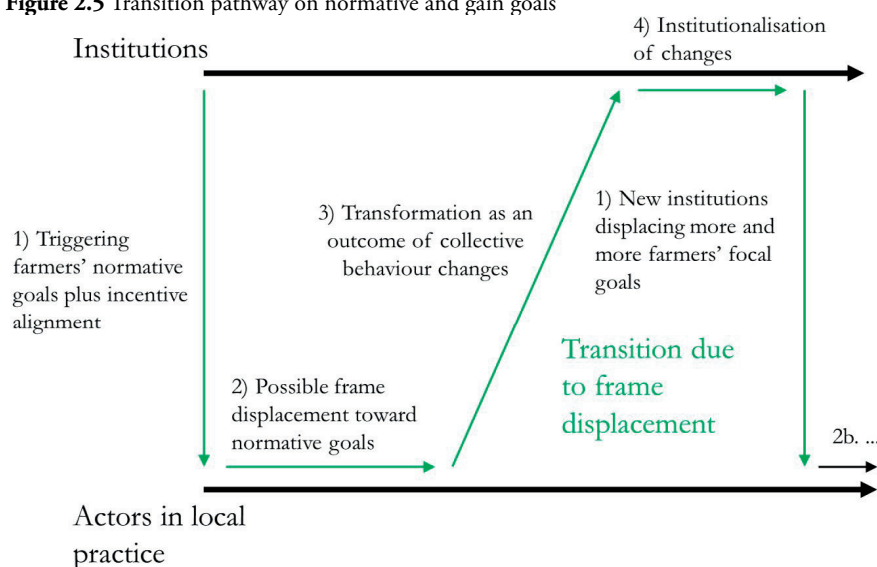 Figure 2.5 Transition pathway on normative and gain goals
4) Institutionalisation
of changes
Institutions
1) Triggering
farmers’ normative
goals plus incentive
alignment
2) Possible frame
displacement toward
normative goals
3) Transformation as an
outcome of collective
behaviour changes
1) New institutions
displacing more and
more farmers’ focal
goals
Transition due
to frame
displacement
2b. ...
Actors in local
practice